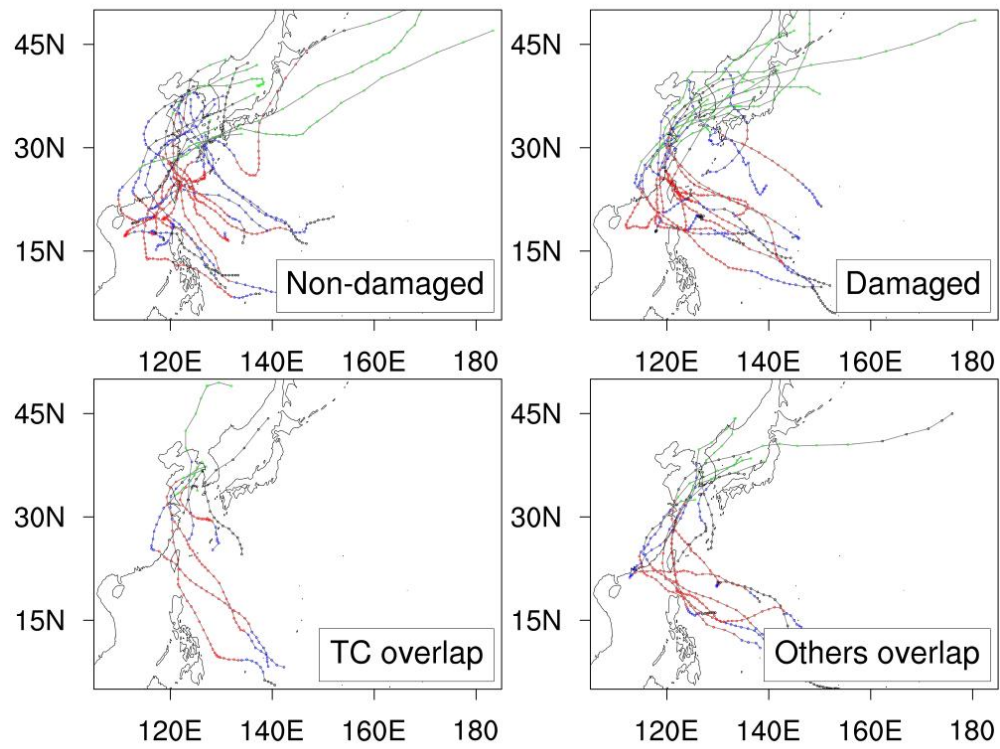 45N
30N
15N
Non-damaged
120E 140E 160E 180
45N
30N
15N
Damaged
120E 140E 160E 180
45N
30N
15N
TC overlap
120E 140E 160E 180
45N
30N
15N
Others overlap
120E 140E 160E 180